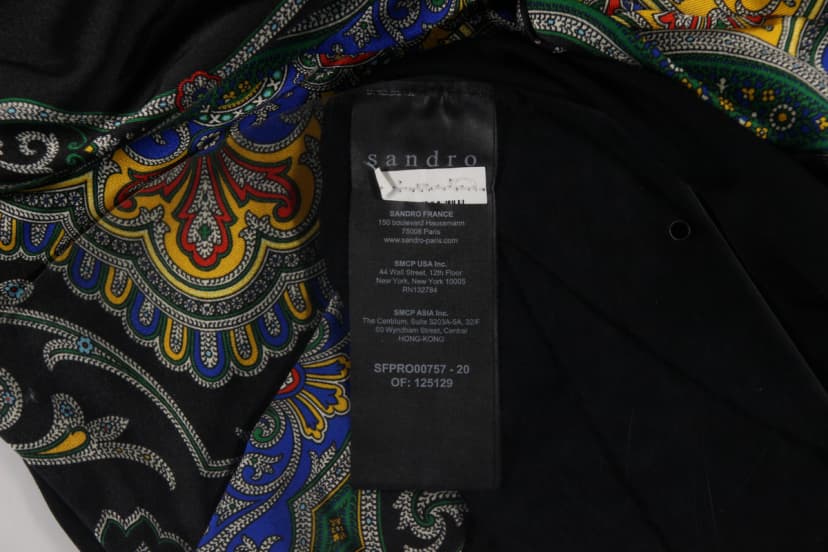 sandro
SANDRO FRANCE
150 boulevard Haussmann
75008 Paris
www.sandro-paris.com
SMCP USA Inc.
44 Wall Street, 12th Floor
New York, New York 10005
RN132784
SMCP ASIA Inc.
The Centrium, Suite S203A-5A, 32/F
60 Wyndham Street, Central
HONG-KONG
SFPRO00757 - 20
OF: 125129